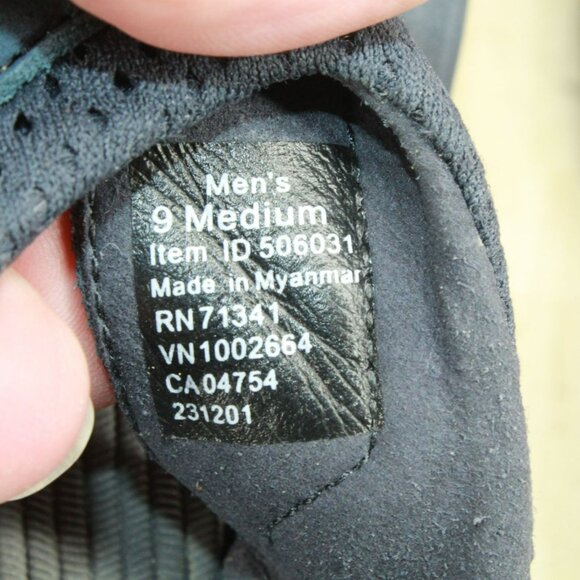 Men's
9 Medium
Item ID 506031
Made in Myanmar
RN71341
VN1002664
CA04754
231201